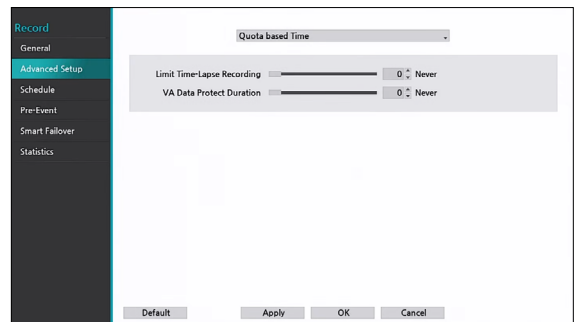 Record
General
Advanced Setup
Schedule
Pre-Event
Smart Failover
Statistics
Quota based Time
Limit Time-Lapse Recording 0 Never
VA Data Protect Duration 0 Never
Default Apply OK Cancel